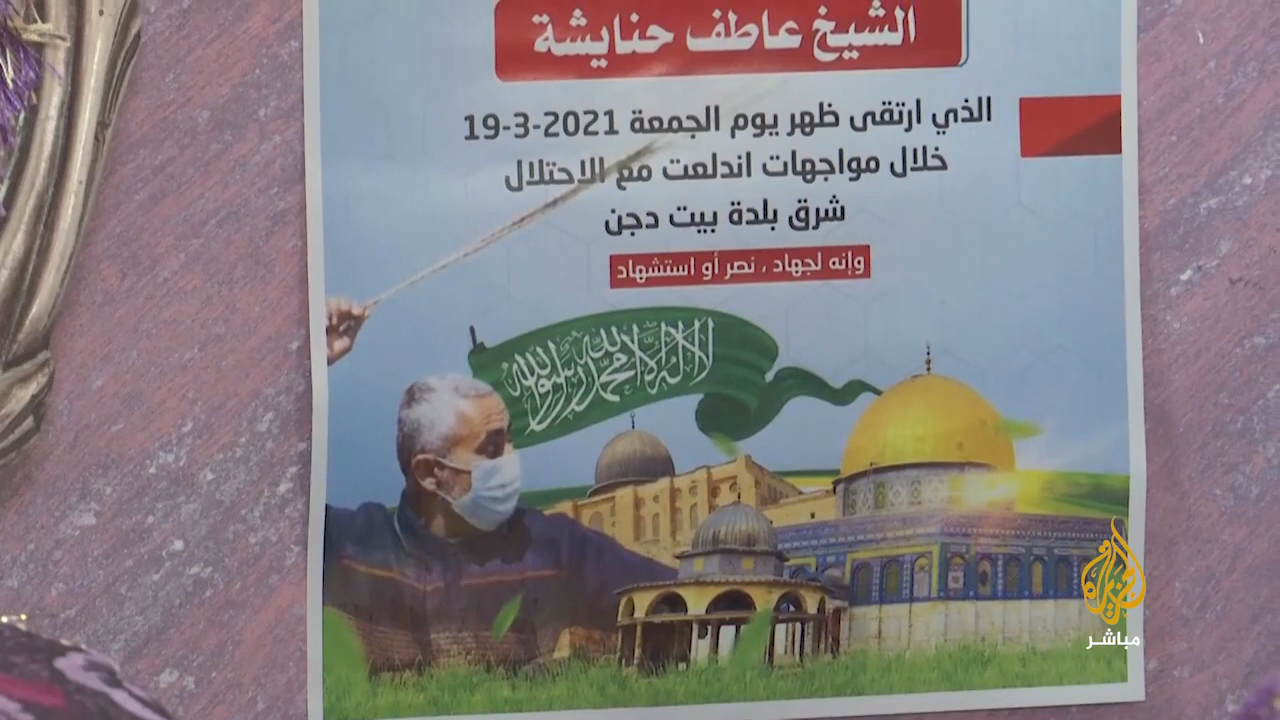 الشيخ عاطف حنايشة
الذي ارتقى ظهر يوم الجمعة 2021-3-19
خلال مواجهات اندلعت مع الاحتلال
شرق بلدة بيت دجن
وإنه لجهاد ، نصر أو استشهاد
لا إله إلا الله محمد رسول الله
الجزيرة
مباشر